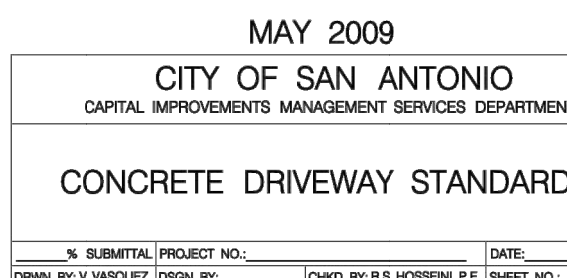 MAY 2009
CITY OF SAN ANTONIO
CAPITAL IMPROVEMENTS MANAGEMENT SERVICES DEPARTMEN
CONCRETE DRIVEWAY STANDARD
% SUBMITTAL PROJECT NO.: DATE:
DRWN. BY: V. VASQUEZ DSGN. BY: CHKD. BY: R.S. HOSSEINI, P.E. SHEET NO.: